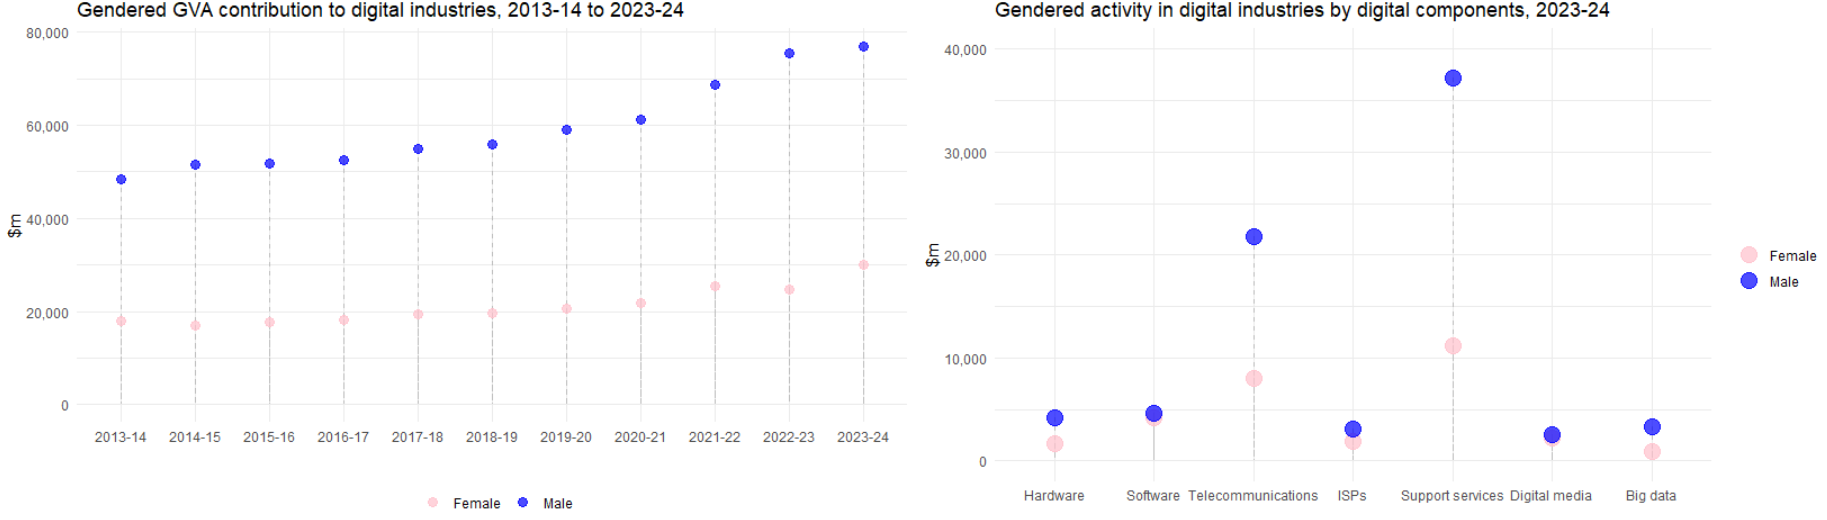 Gendered GVA contribution to digital industries, 2013-14 to 2023-24
80,000
60,000
40,000
20,000
0
$m
2013-14 2014-15 2015-16 2016-17 2017-18 2018-19 2019-20 2020-21 2021-22 2022-23 2023-24
Female Male
Gendered activity in digital industries by digital components, 2023-24
40,000
30,000
20,000
10,000
0
$m
Hardware Software Telecommunications ISPs Support services Digital media Big data
Female
Male